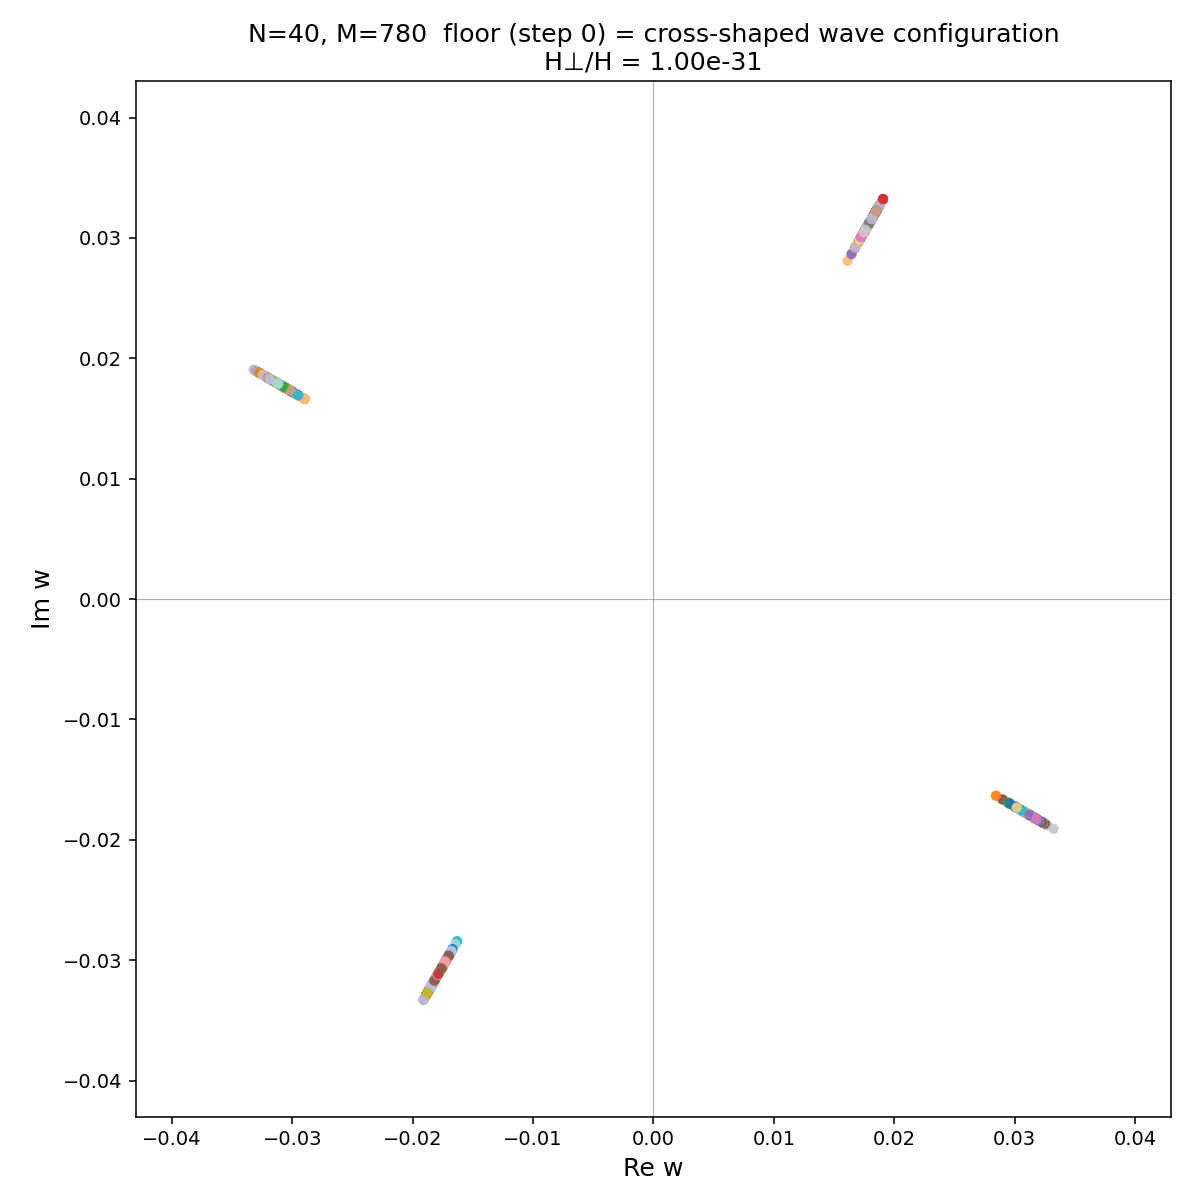 N=40, M=780  floor (step 0) = cross-shaped wave configuration
H⊥/H = 1.00e-31
0.04
0.03
0.02
0.01
0.00
−0.01
−0.02
−0.03
−0.04
Im w
−0.04 −0.03 −0.02 −0.01 0.00 0.01 0.02 0.03 0.04
Re w